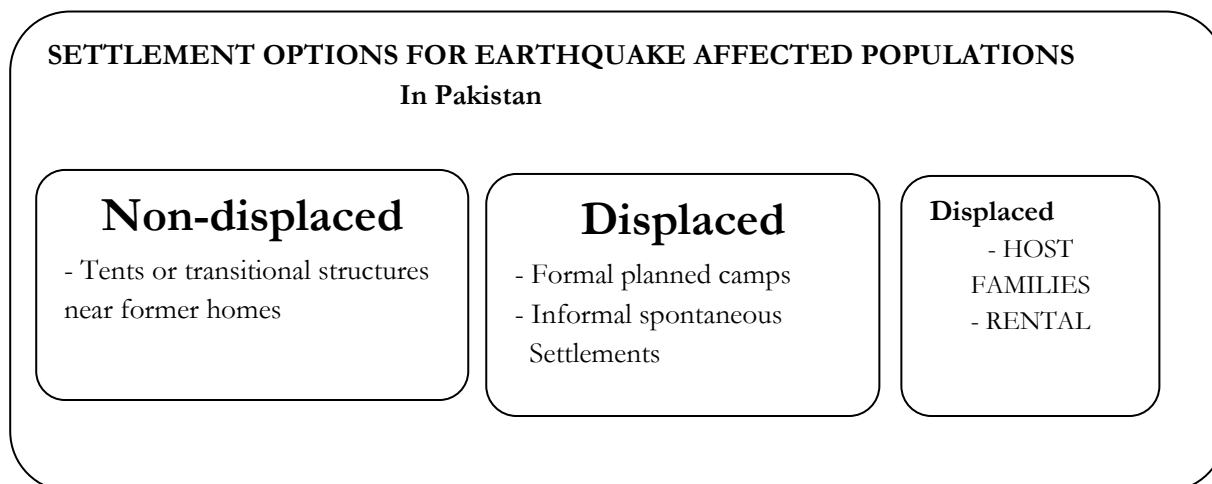 SETTLEMENT OPTIONS FOR EARTHQUAKE AFFECTED POPULATIONS
In Pakistan
Non-displaced
- Tents or transitional structures
near former homes
Displaced
- Formal planned camps
- Informal spontaneous
Settlements
Displaced
- HOST
FAMILIES
- RENTAL